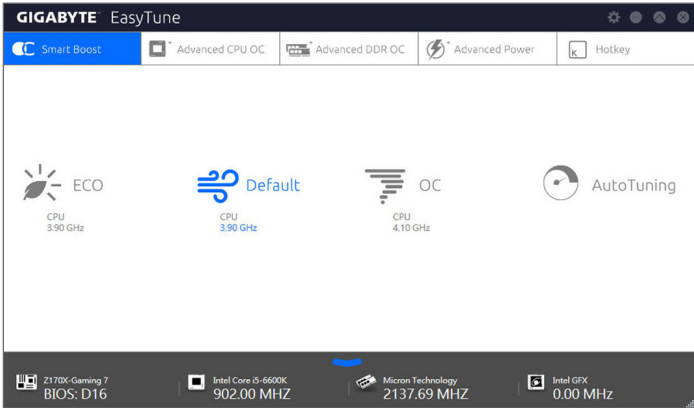 GIGABYTE™ EasyTune
Smart Boost
Advanced CPU OC
Advanced DDR OC
Advanced Power
K
Hotkey
ECO
CPU
3.90 GHz
Default
CPU
3.90 GHz
OC
CPU
4.10 GHz
AutoTuning
Z170X-Gaming 7
BIOS: D16
Intel Core i5-6600K
902.00 MHZ
Micron Technology
2137.69 MHZ
Intel GFX
0.00 MHz